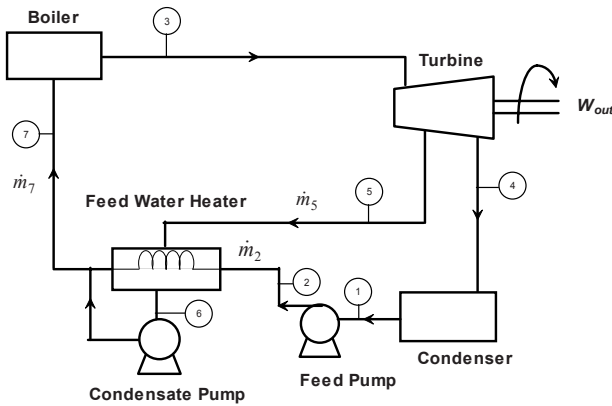 Boiler
3
Turbine
W_out
7
ṁ₇
Feed Water Heater
ṁ₅
5
4
ṁ₂
2
1
6
Condenser
Feed Pump
Condensate Pump